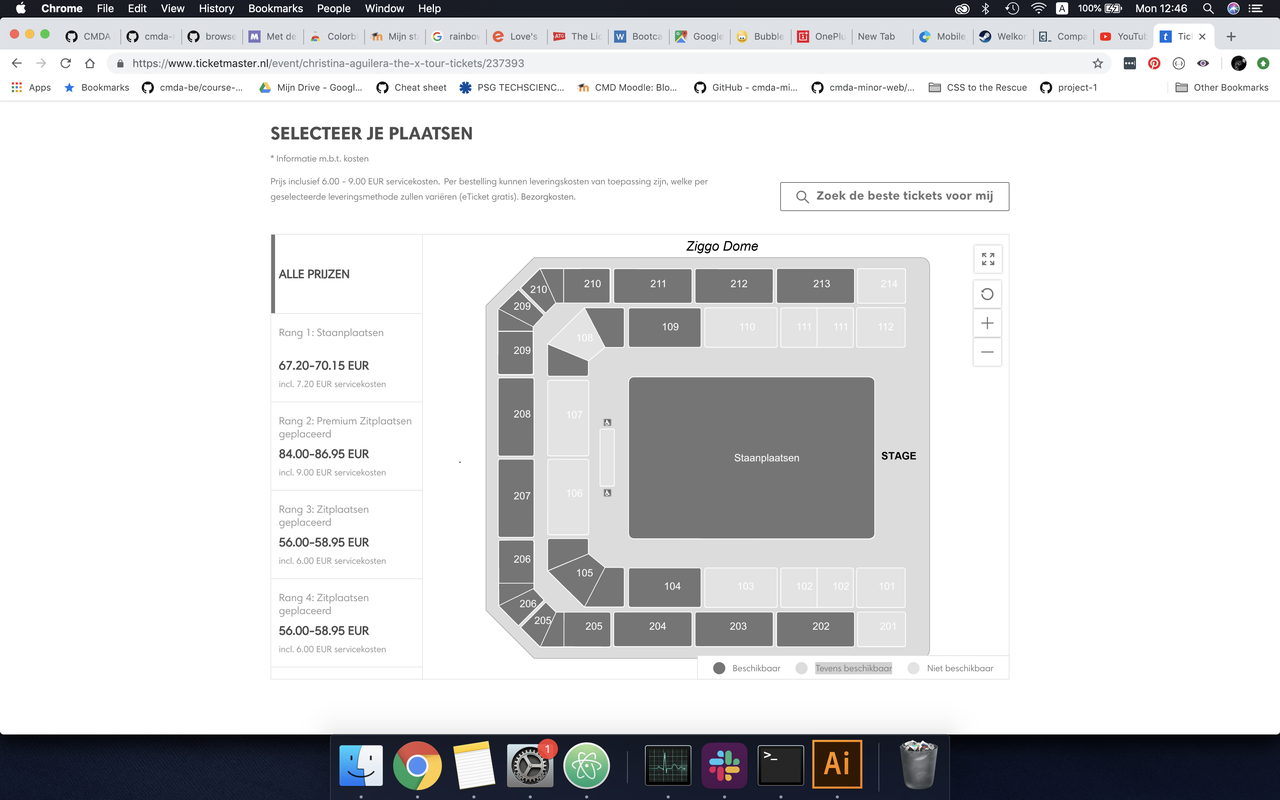 Chrome File Edit View History Bookmarks People Window Help
A 100% Mon 12:46
CMDA cmda- browse Met de Colorb Mijn st rainbow Love's The Lic Bootca Google Bubble OnePlu New Tab Mobile Welkor Compa YouTub Tic
https://www.ticketmaster.nl/event/christina-aguilera-the-x-tour-tickets/237393
Apps Bookmarks cmda-be/course-... Mijn Drive - Googl... Cheat sheet PSG TECHSCIENC... CMD Moodle: Blo... GitHub - cmda-mi... cmda-minor-web/... CSS to the Rescue project-1 Other Bookmarks
SELECTEER JE PLAATSEN
* Informatie m.b.t. kosten
Prijs inclusief 6.00 - 9.00 EUR servicekosten. Per bestelling kunnen leveringskosten van toepassing zijn, welke per
geselecteerde leveringsmethode zullen variëren (eTicket gratis). Bezorgkosten.
Zoek de beste tickets voor mij
ALLE PRIJZEN
Rang 1: Staanplaatsen
67.20-70.15 EUR
incl. 7.20 EUR servicekosten
Rang 2: Premium Zitplaatsen
geplaceerd
84.00-86.95 EUR
incl. 9.00 EUR servicekosten
Rang 3: Zitplaatsen
geplaceerd
56.00-58.95 EUR
incl. 6.00 EUR servicekosten
Rang 4: Zitplaatsen
geplaceerd
56.00-58.95 EUR
incl. 6.00 EUR servicekosten
Ziggo Dome
210 210 211 212 213 214
209 108 109 110 111 111 112
209
208 107
Staanplaatsen STAGE
207 106
206 105 104 103 102 102 101
206 205 205 204 203 202 201
Beschikbaar Tevens beschikbaar Niet beschikbaar
1
>_
Ai